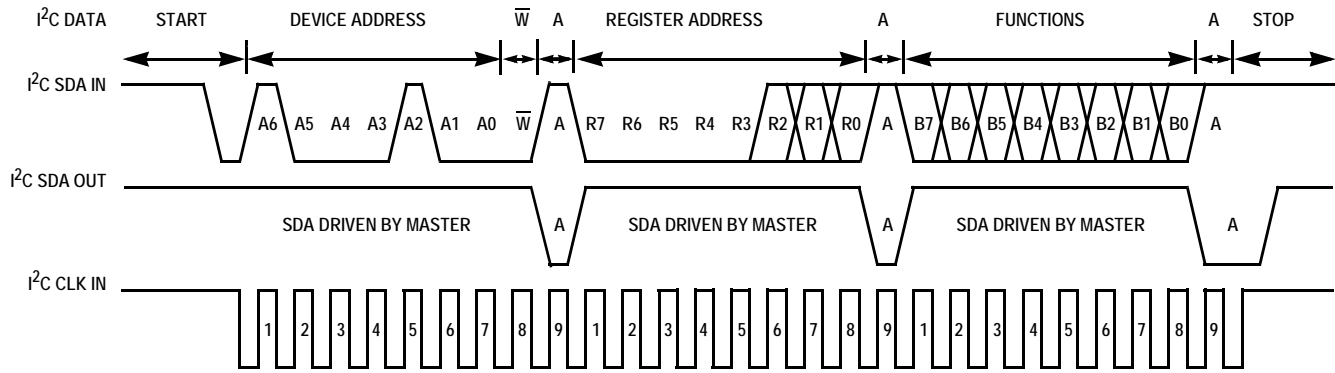 I²C DATA START DEVICE ADDRESS W̅ A REGISTER ADDRESS A FUNCTIONS A STOP
I²C SDA IN
A6 A5 A4 A3 A2 A1 A0 W̅ A R7 R6 R5 R4 R3 R2 R1 R0 A B7 B6 B5 B4 B3 B2 B1 B0 A
I²C SDA OUT
SDA DRIVEN BY MASTER A SDA DRIVEN BY MASTER A SDA DRIVEN BY MASTER A
I²C CLK IN
1 2 3 4 5 6 7 8 9 1 2 3 4 5 6 7 8 9 1 2 3 4 5 6 7 8 9